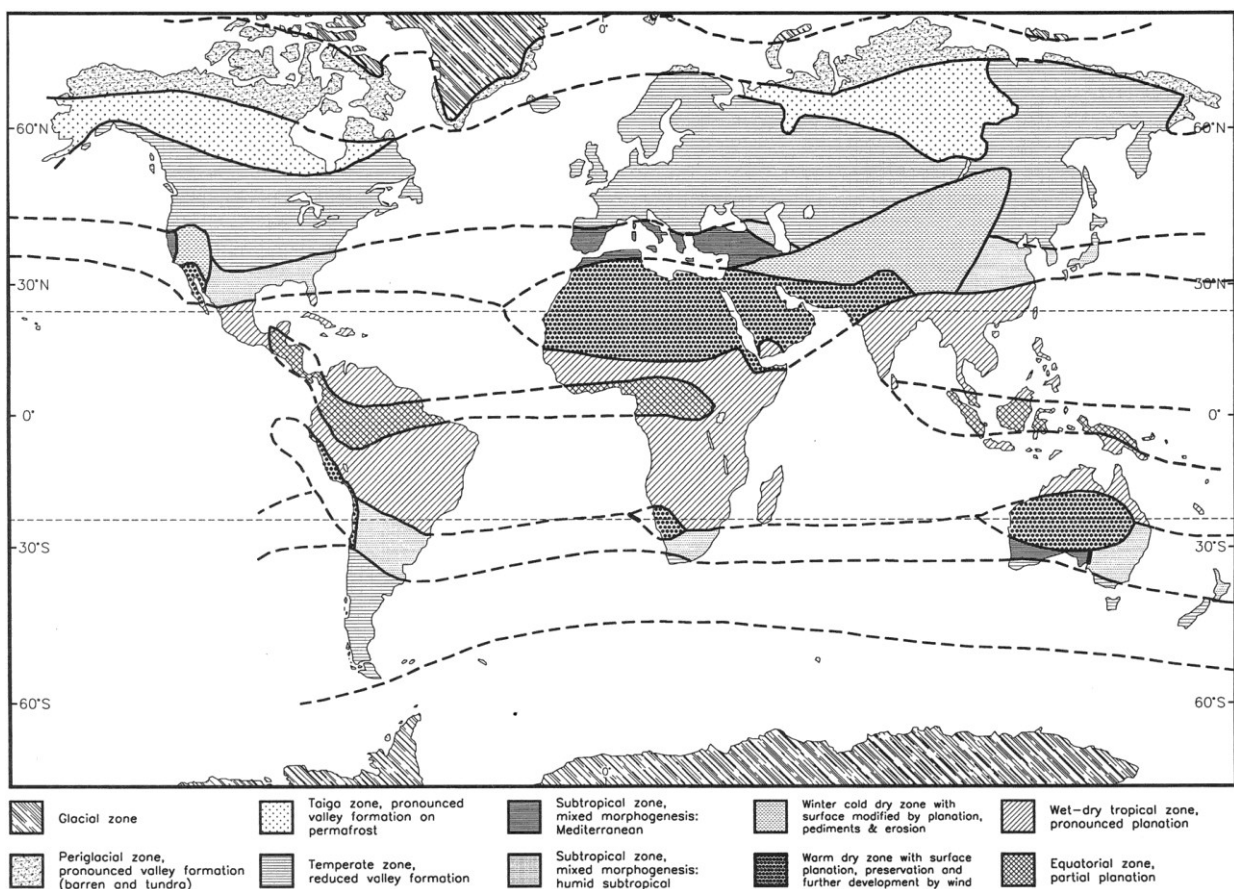 0°
60°N
60°N
30°N
30°N
0°
0°
30°S
30°S
60°S
60°S
0°
Glacial zone
Periglacial zone,
pronounced valley formation
(barren and tundra)
Taiga zone, pronounced
valley formation on
permafrost
Temperate zone,
reduced valley formation
Subtropical zone,
mixed morphogenesis:
Mediterranean
Subtropical zone,
mixed morphogenesis:
humid subtropical
Winter cold dry zone with
surface modified by planation,
pediments & erosion
Warm dry zone with surface
planation, preservation and
further development by wind
Wet-dry tropical zone,
pronounced planation
Equatorial zone,
partial planation